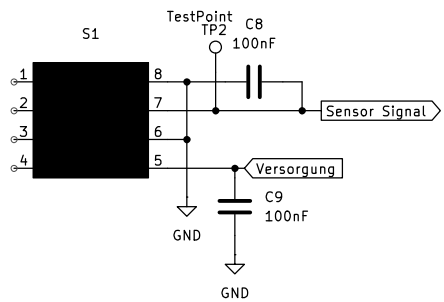 TestPoint
TP2
C8
100nF
S1
1
2
3
4
8
7
6
5
Sensor Signal
Versorgung
C9
100nF
GND
GND